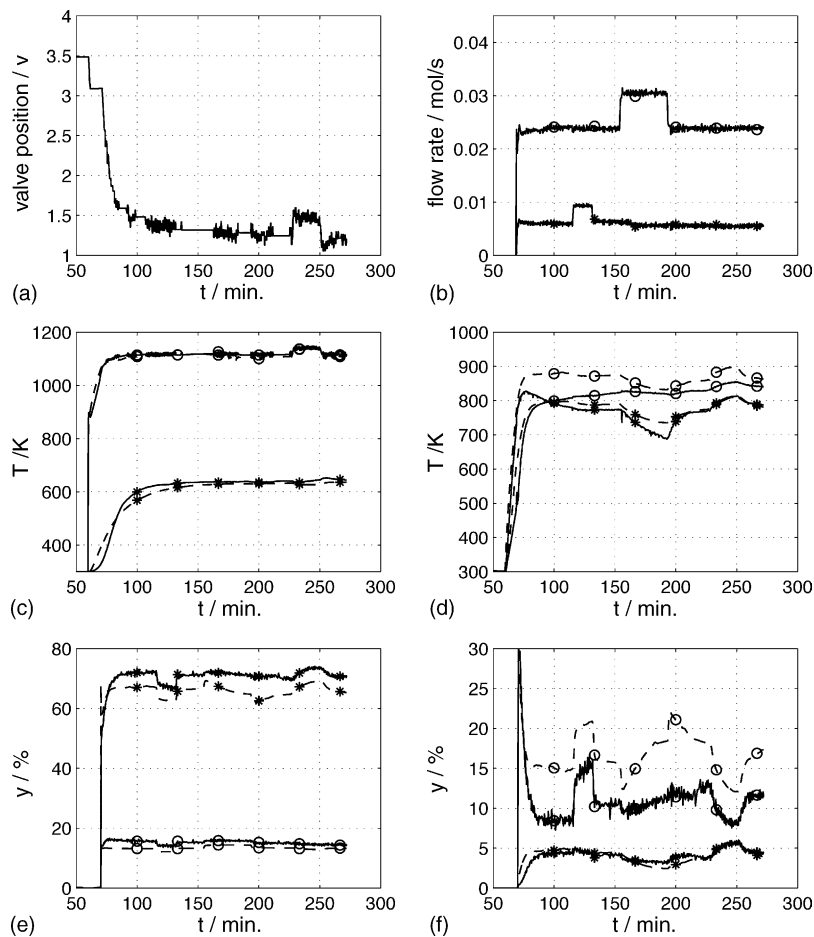 4
3.5
3
2.5
2
1.5
1
50 100 150 200 250 300
valve position / v
t / min.
(a)
0.04
0.03
0.02
0.01
0
50 100 150 200 250 300
flow rate / mol/s
t / min.
(b)
1200
1000
800
600
400
50 100 150 200 250 300
T /K
t / min.
(c)
1000
900
800
700
600
500
400
300
50 100 150 200 250 300
T /K
t / min.
(d)
80
60
40
20
0
50 100 150 200 250 300
y / %
t / min.
(e)
30
25
20
15
10
5
0
50 100 150 200 250 300
y / %
t / min.
(f)